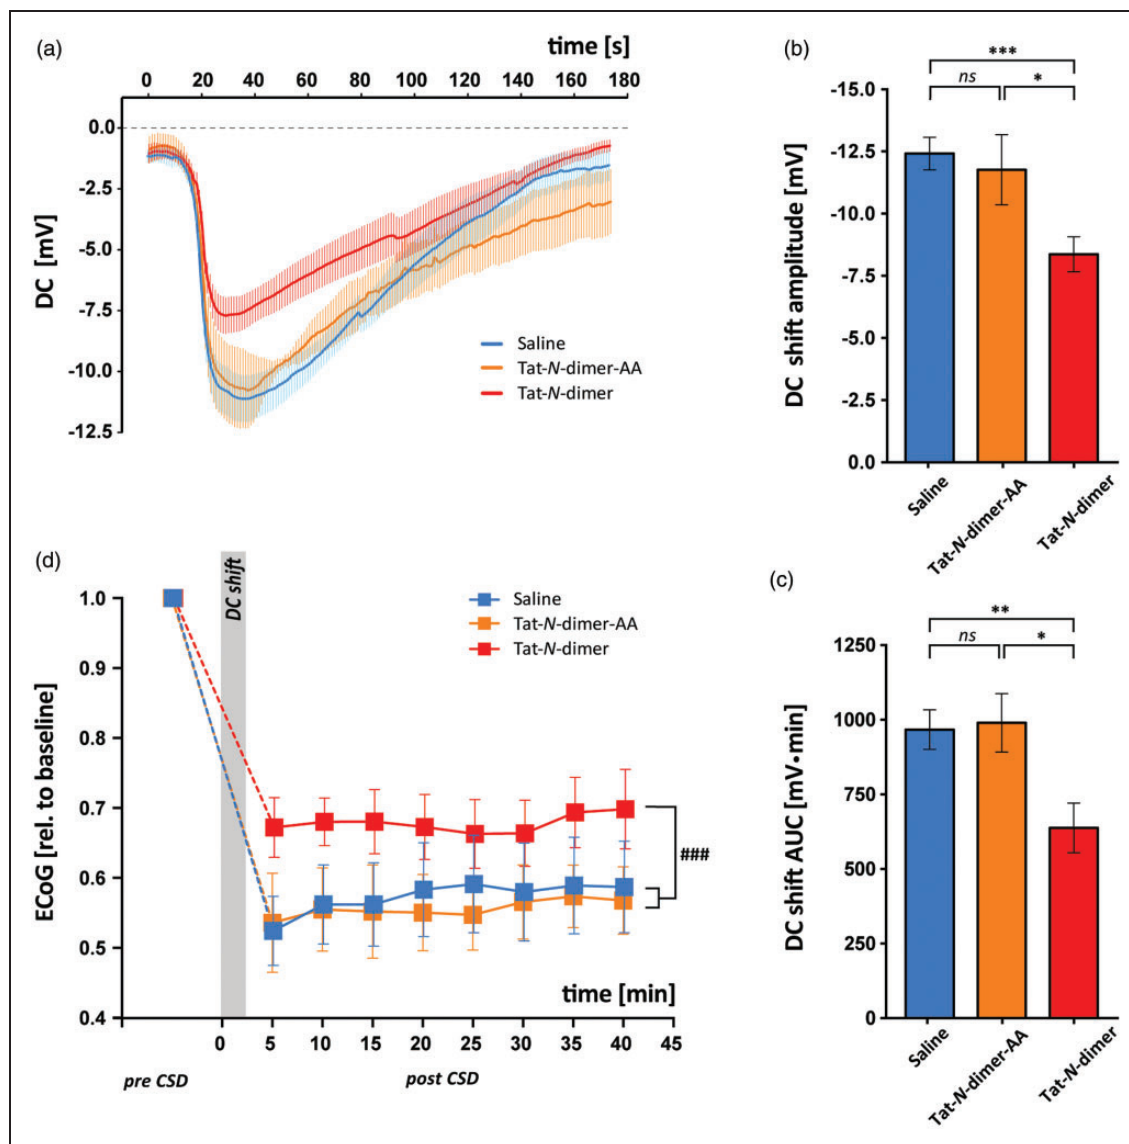 (a)
time [s]
0 20 40 60 80 100 120 140 160 180
0.0
-2.5
-5.0
-7.5
-10.0
-12.5
DC [mV]
Saline
Tat-N-dimer-AA
Tat-N-dimer
(b)
***
ns *
-15.0
-12.5
-10.0
-7.5
-5.0
-2.5
0.0
DC shift amplitude [mV]
Saline
Tat-N-dimer-AA
Tat-N-dimer
(d)
DC shift
1.0
0.9
0.8
0.7
0.6
0.5
0.4
ECoG [rel. to baseline]
Saline
Tat-N-dimer-AA
Tat-N-dimer
###
time [min]
0 5 10 15 20 25 30 35 40 45
pre CSD post CSD
(c)
**
ns *
1250
1000
750
500
250
0
DC shift AUC [mV·min]
Saline
Tat-N-dimer-AA
Tat-N-dimer